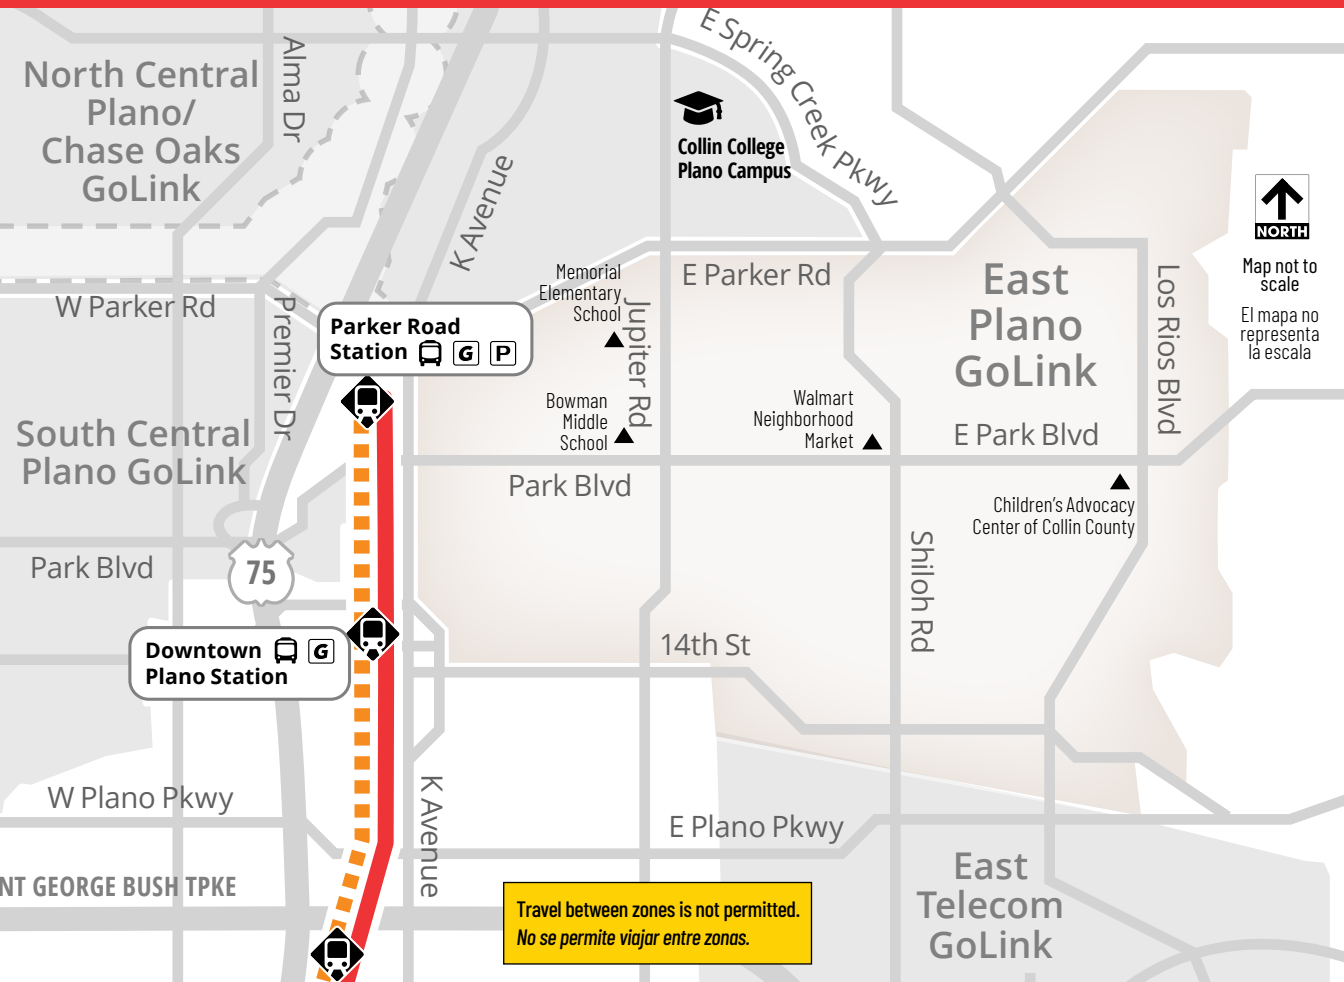 E Spring Creek Pkwy
Alma Dr
North Central
Plano/
Chase Oaks
GoLink
Collin College
Plano Campus
K Avenue
NORTH
Map not to
scale
El mapa no
representa
la escala
W Parker Rd
Premier Dr
Parker Road
Station G P
Memorial
Elementary
School
Jupiter Rd
E Parker Rd
East
Plano
GoLink
Los Rios Blvd
South Central
Plano GoLink
Bowman
Middle
School
Walmart
Neighborhood
Market
E Park Blvd
Park Blvd
Children's Advocacy
Center of Collin County
Park Blvd
75
Shiloh Rd
Downtown G
Plano Station
14th St
W Plano Pkwy
K Avenue
E Plano Pkwy
NT GEORGE BUSH TPKE
East
Telecom
GoLink
Travel between zones is not permitted.
No se permite viajar entre zonas.